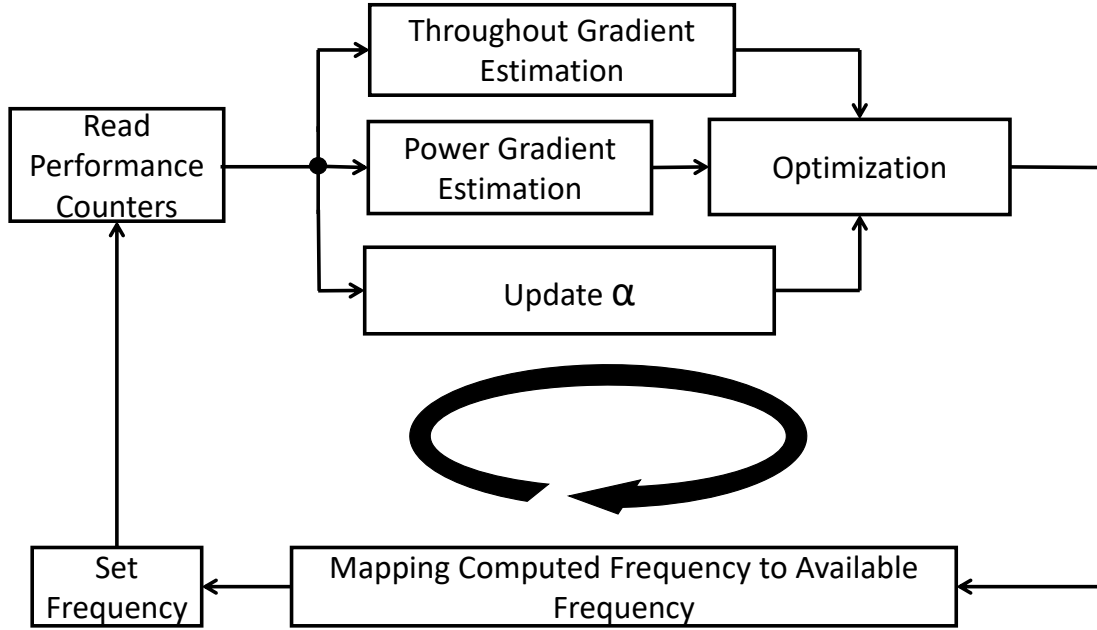 Throughout Gradient
Estimation
Read
Performance
Counters
Power Gradient
Estimation
Optimization
Update α
Set
Frequency
Mapping Computed Frequency to Available
Frequency